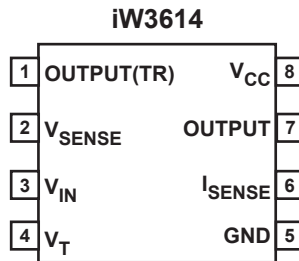 iW3614
1 OUTPUT(TR) V_CC 8
2 V_SENSE OUTPUT 7
3 V_IN I_SENSE 6
4 V_T GND 5